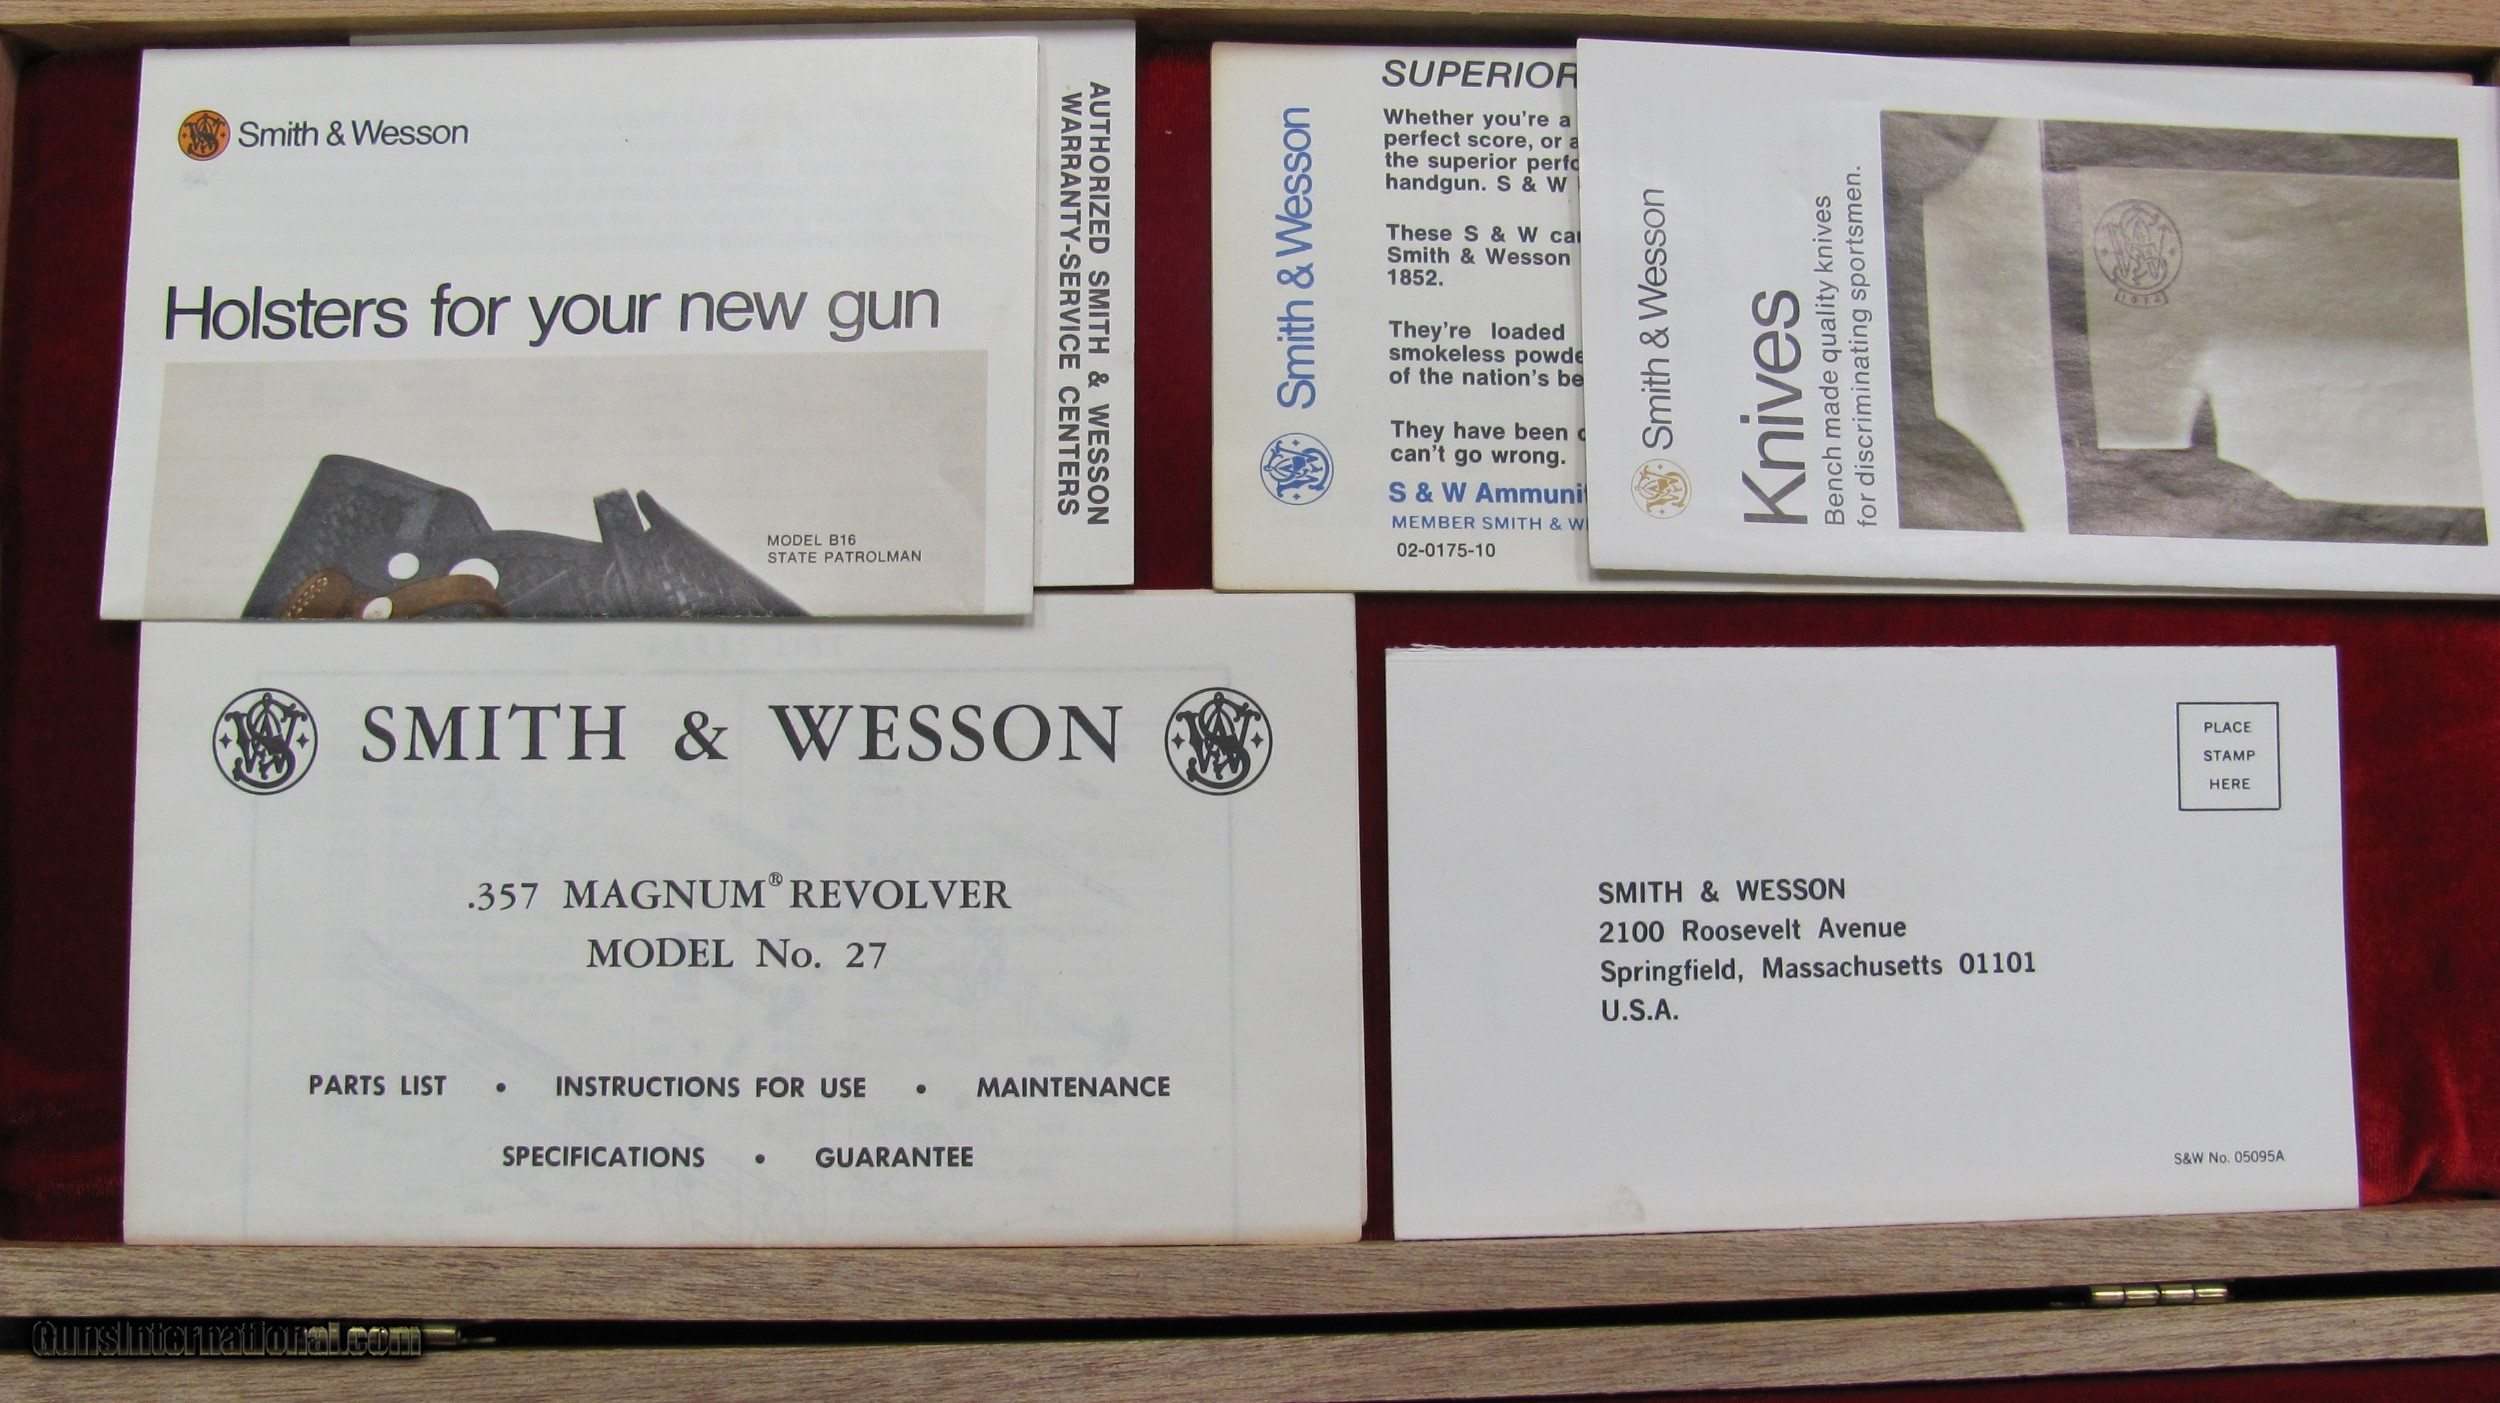 Smith & Wesson
Holsters for your new gun
MODEL B16
STATE PATROLMAN
AUTHORIZED SMITH & WESSON
WARRANTY-SERVICE CENTERS
Smith & Wesson
SUPERIOR
Whether you're a
perfect score, or a
the superior perfo
handgun. S & W
These S & W car
Smith & Wesson
1852.
They're loaded
smokeless powde
of the nation's be
They have been
can't go wrong.
S & W Ammuni
MEMBER SMITH & W
02-0175-10
Smith & Wesson
Knives
Bench made quality knives
for discriminating sportsmen.
1974
SMITH & WESSON
.357 MAGNUM® REVOLVER
MODEL No. 27
PARTS LIST • INSTRUCTIONS FOR USE • MAINTENANCE
SPECIFICATIONS • GUARANTEE
PLACE
STAMP
HERE
SMITH & WESSON
2100 Roosevelt Avenue
Springfield, Massachusetts 01101
U.S.A.
S&W No. 05095A
GunsInternational.com